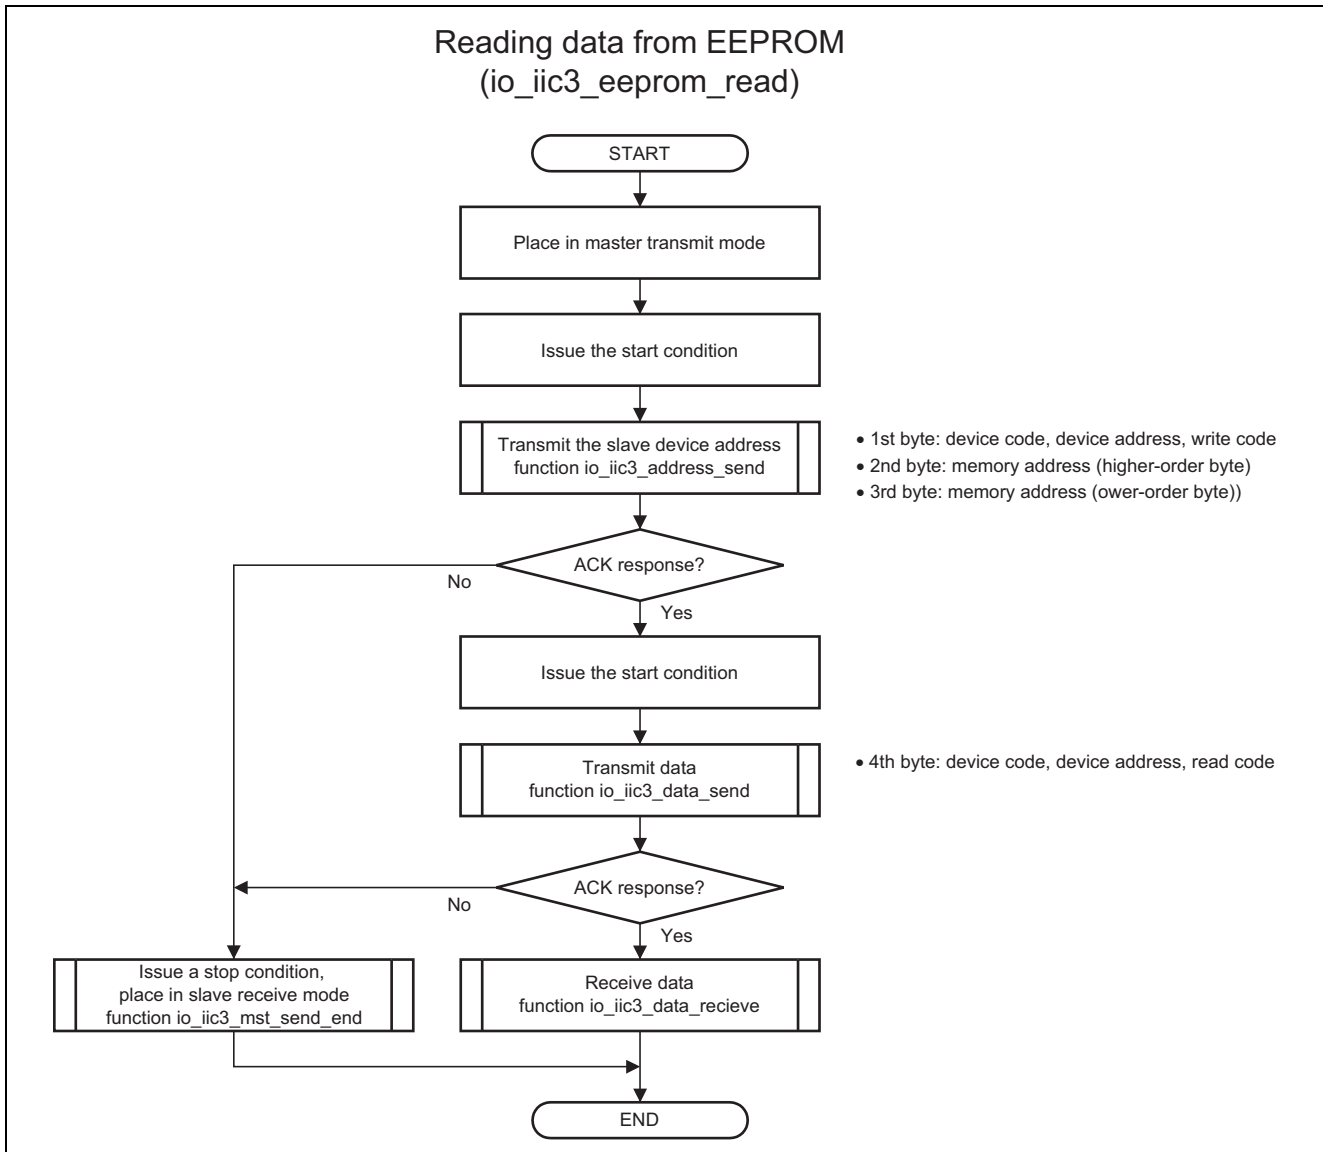 Reading data from EEPROM
(io_iic3_eeprom_read)
START
Place in master transmit mode
Issue the start condition
Transmit the slave device address
function io_iic3_address_send
• 1st byte: device code, device address, write code
• 2nd byte: memory address (higher-order byte)
• 3rd byte: memory address (ower-order byte))
ACK response?
No
Yes
Issue the start condition
Transmit data
function io_iic3_data_send
• 4th byte: device code, device address, read code
ACK response?
No
Yes
Issue a stop condition,
place in slave receive mode
function io_iic3_mst_send_end
Receive data
function io_iic3_data_recieve
END